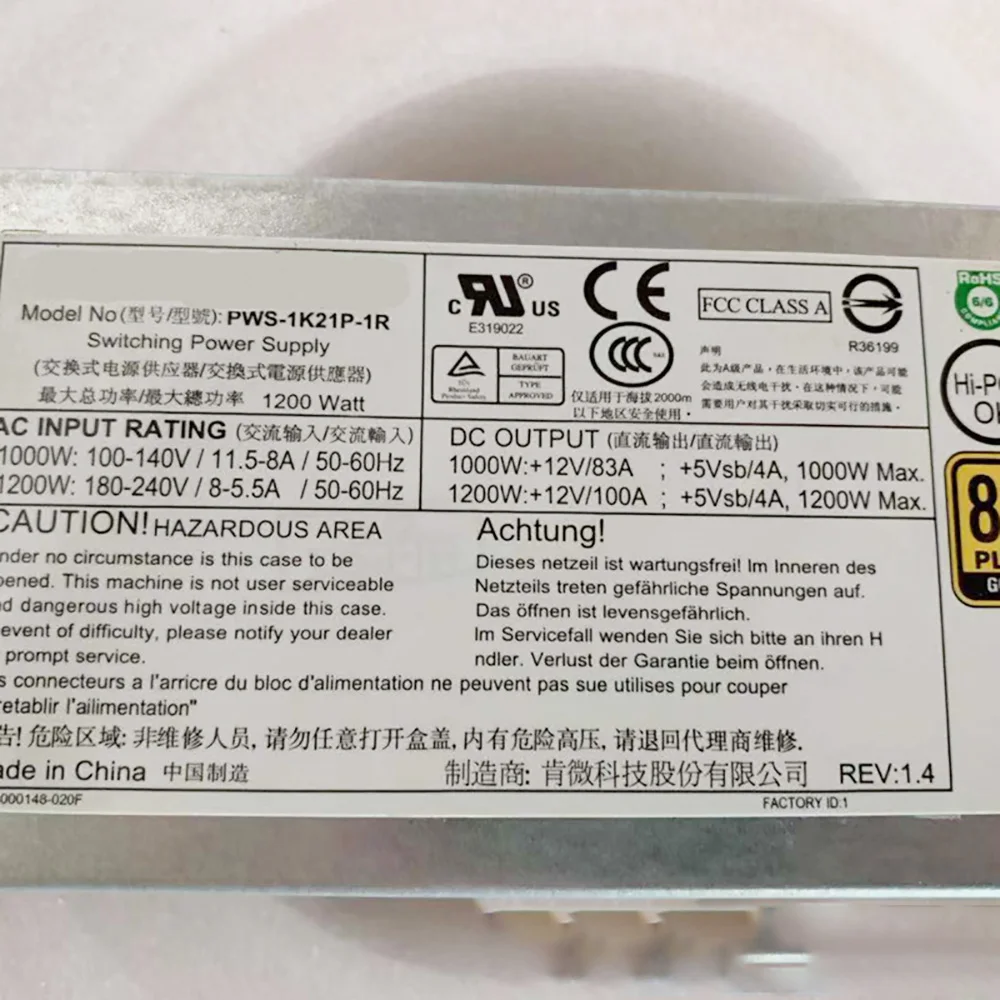 Model No(型号/型號): PWS-1K21P-1R
Switching Power Supply
(交换式电源供应器/交換式電源供應器)
最大总功率/最大總功率 1200 Watt
c RU ® US
E319022
CE
FCC CLASS A
R36199
BAUART
GEPRÜFT
TYPE
APPROVED
TÜV
Rheinland
Product Safety
CCC
仅适用于海拔2000m
以下地区安全使用。
声明
此为A级产品,在生活环境中,该产品可能
会造成无线电干扰。在这种情况下,可能
需要用户对其干扰采取切实可行的措施。
RoHS
6/6
Hi-P
80
PLU
AC INPUT RATING (交流输入/交流輸入)
1000W: 100-140V / 11.5-8A / 50-60Hz
1200W: 180-240V / 8-5.5A / 50-60Hz
DC OUTPUT (直流输出/直流輸出)
1000W:+12V/83A ; +5Vsb/4A, 1000W Max.
1200W:+12V/100A ; +5Vsb/4A, 1200W Max.
CAUTION! HAZARDOUS AREA
nder no circumstance is this case to be
pened. This machine is not user serviceable
d dangerous high voltage inside this case.
event of difficulty, please notify your dealer
prompt service.
Achtung!
Dieses netzeil ist wartungsfrei! Im Inneren des
Netzteils treten gefährliche Spannungen auf.
Das öffnen ist levensgefährlich.
Im Servicefall wenden Sie sich bitte an ihren H
ndler. Verlust der Garantie beim öffnen.
s connecteurs a l'arricre du bloc d'alimentation ne peuvent pas sue utilises pour couper
retablir l'ailimentation"
告! 危险区域: 非维修人员, 请勿任意打开盒盖, 内有危险高压, 请退回代理商维修.
ade in China 中国制造
制造商: 肯微科技股份有限公司 REV:1.4
000148-020F
FACTORY ID:1